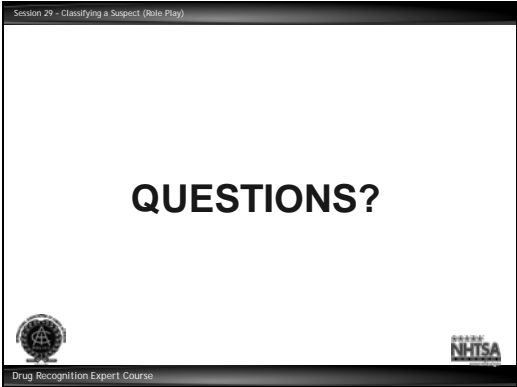 Session 29 - Classifying a Suspect (Role Play)
QUESTIONS?
NHTSA
Drug Recognition Expert Course